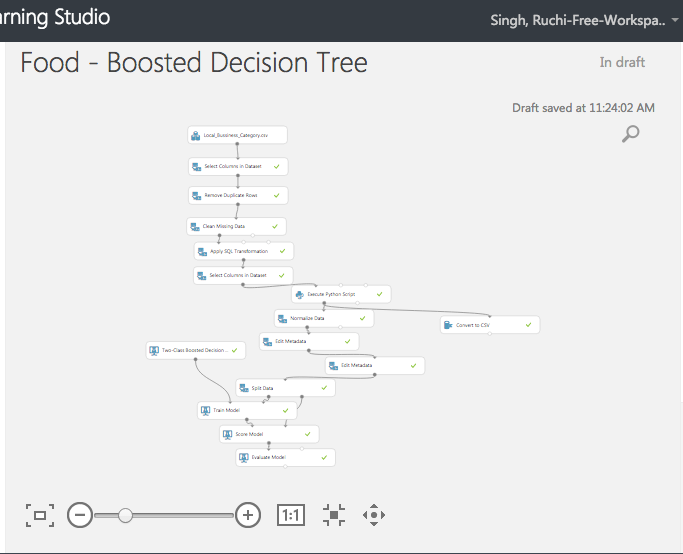 rning Studio
Singh, Ruchi-Free-Workspa..
Food - Boosted Decision Tree
In draft
Draft saved at 11:24:02 AM
Local_Bussiness_Category.csv
Select Columns in Dataset
Remove Duplicate Rows
Clean Missing Data
Apply SQL Transformation
Select Columns in Dataset
Execute Python Script
Normalize Data
Convert to CSV
Edit Metadata
Two-Class Boosted Decision ...
Edit Metadata
Split Data
Train Model
Score Model
Evaluate Model
1:1